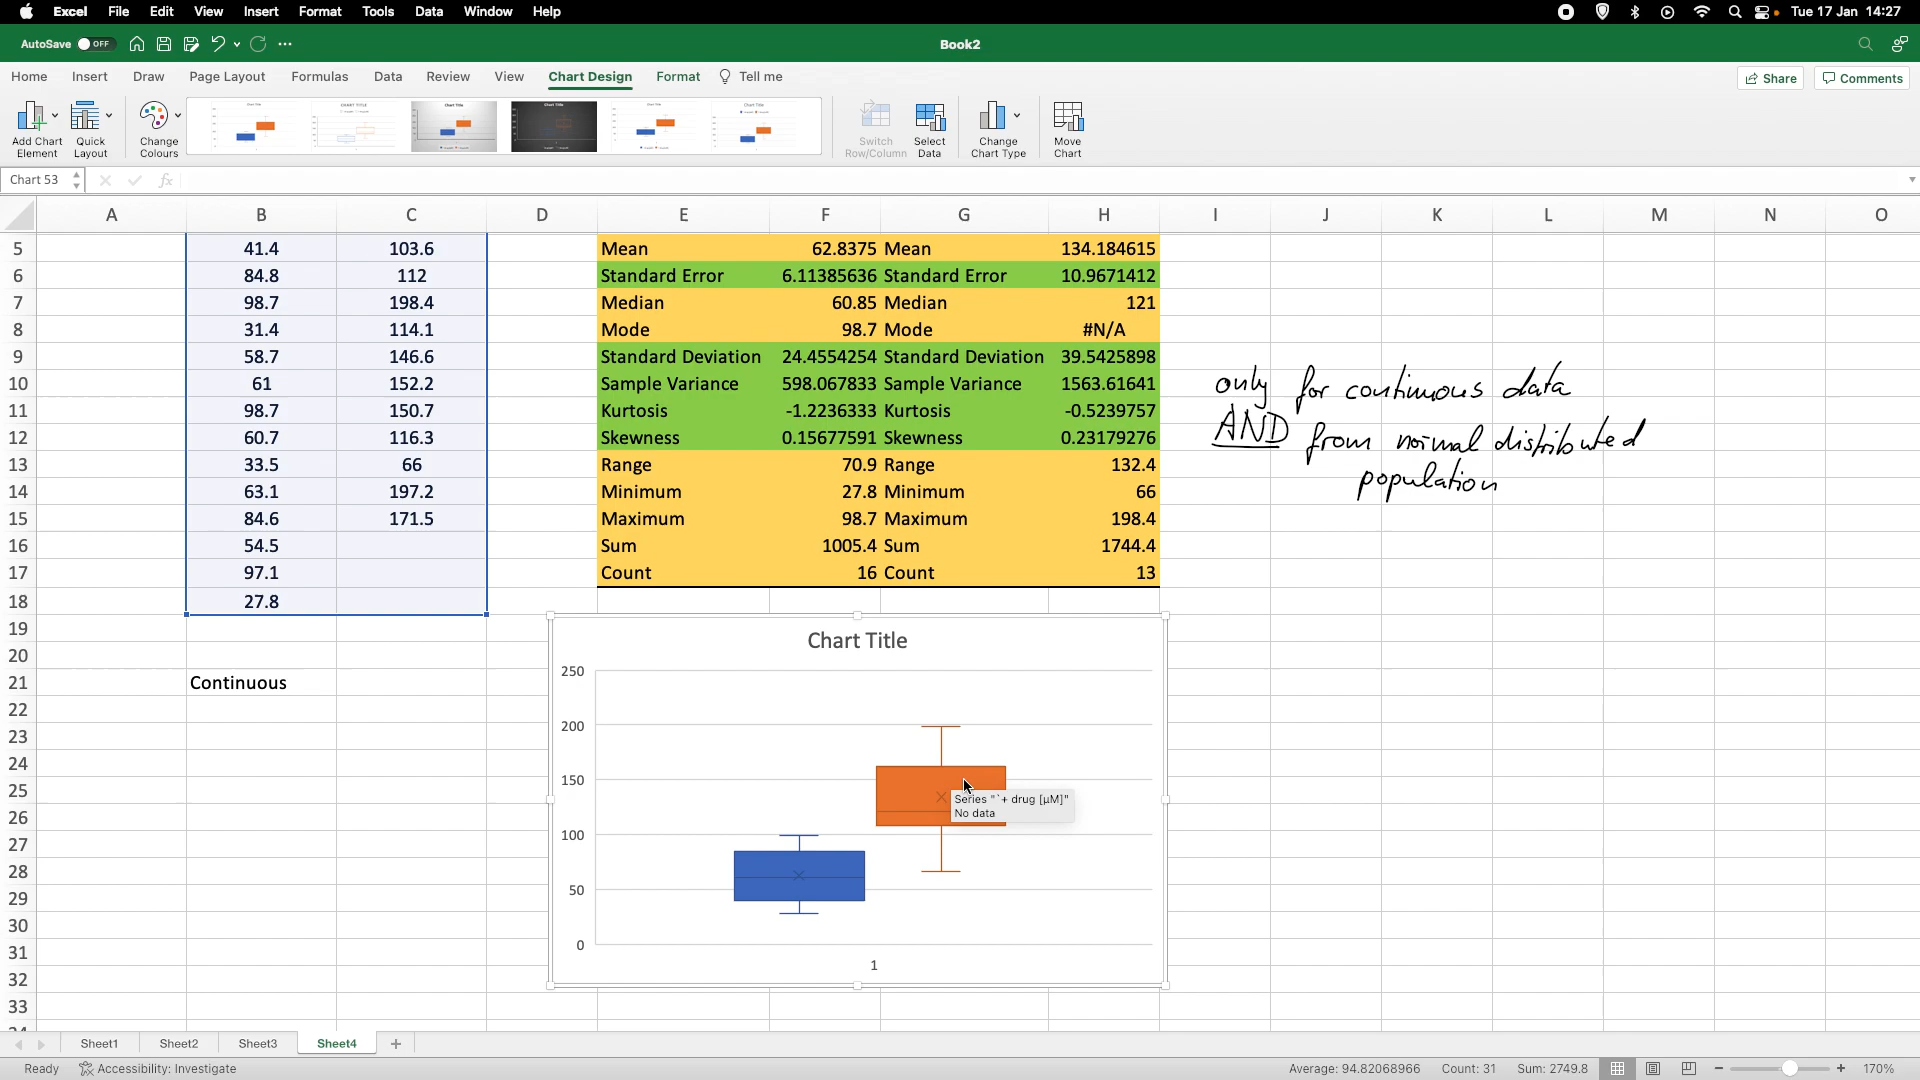 Excel File Edit View Insert Format Tools Data Window Help Tue 17 Jan 14:27
AutoSave OFF Book2
Home Insert Draw Page Layout Formulas Data Review View Chart Design Format Tell me Share Comments
Add Chart Element
Quick Layout
Change Colours
Switch Row/Column
Select Data
Change Chart Type
Move Chart
Chart 53 fx
A B C D E F G H I J K L M N O
5 41.4 103.6 Mean 62.8375 Mean 134.184615
6 84.8 112 Standard Error 6.11385636 Standard Error 10.9671412
7 98.7 198.4 Median 60.85 Median 121
8 31.4 114.1 Mode 98.7 Mode #N/A
9 58.7 146.6 Standard Deviation 24.4554254 Standard Deviation 39.5425898
10 61 152.2 Sample Variance 598.067833 Sample Variance 1563.61641
11 98.7 150.7 Kurtosis -1.2236333 Kurtosis -0.5239757
12 60.7 116.3 Skewness 0.15677591 Skewness 0.23179276
13 33.5 66 Range 70.9 Range 132.4
14 63.1 197.2 Minimum 27.8 Minimum 66
15 84.6 171.5 Maximum 98.7 Maximum 198.4
16 54.5 Sum 1005.4 Sum 1744.4
17 97.1 Count 16 Count 13
18 27.8
only for continuous data
AND from normal distributed
population
19
20
21 Continuous
22
23
24
25
26
27
28
29
30
31
32
33
Chart Title
250
200
150
100
50
0
1
Series "`+ drug [µM]"
No data
Sheet1 Sheet2 Sheet3 Sheet4 +
Ready Accessibility: Investigate Average: 94.82068966 Count: 31 Sum: 2749.8 170%